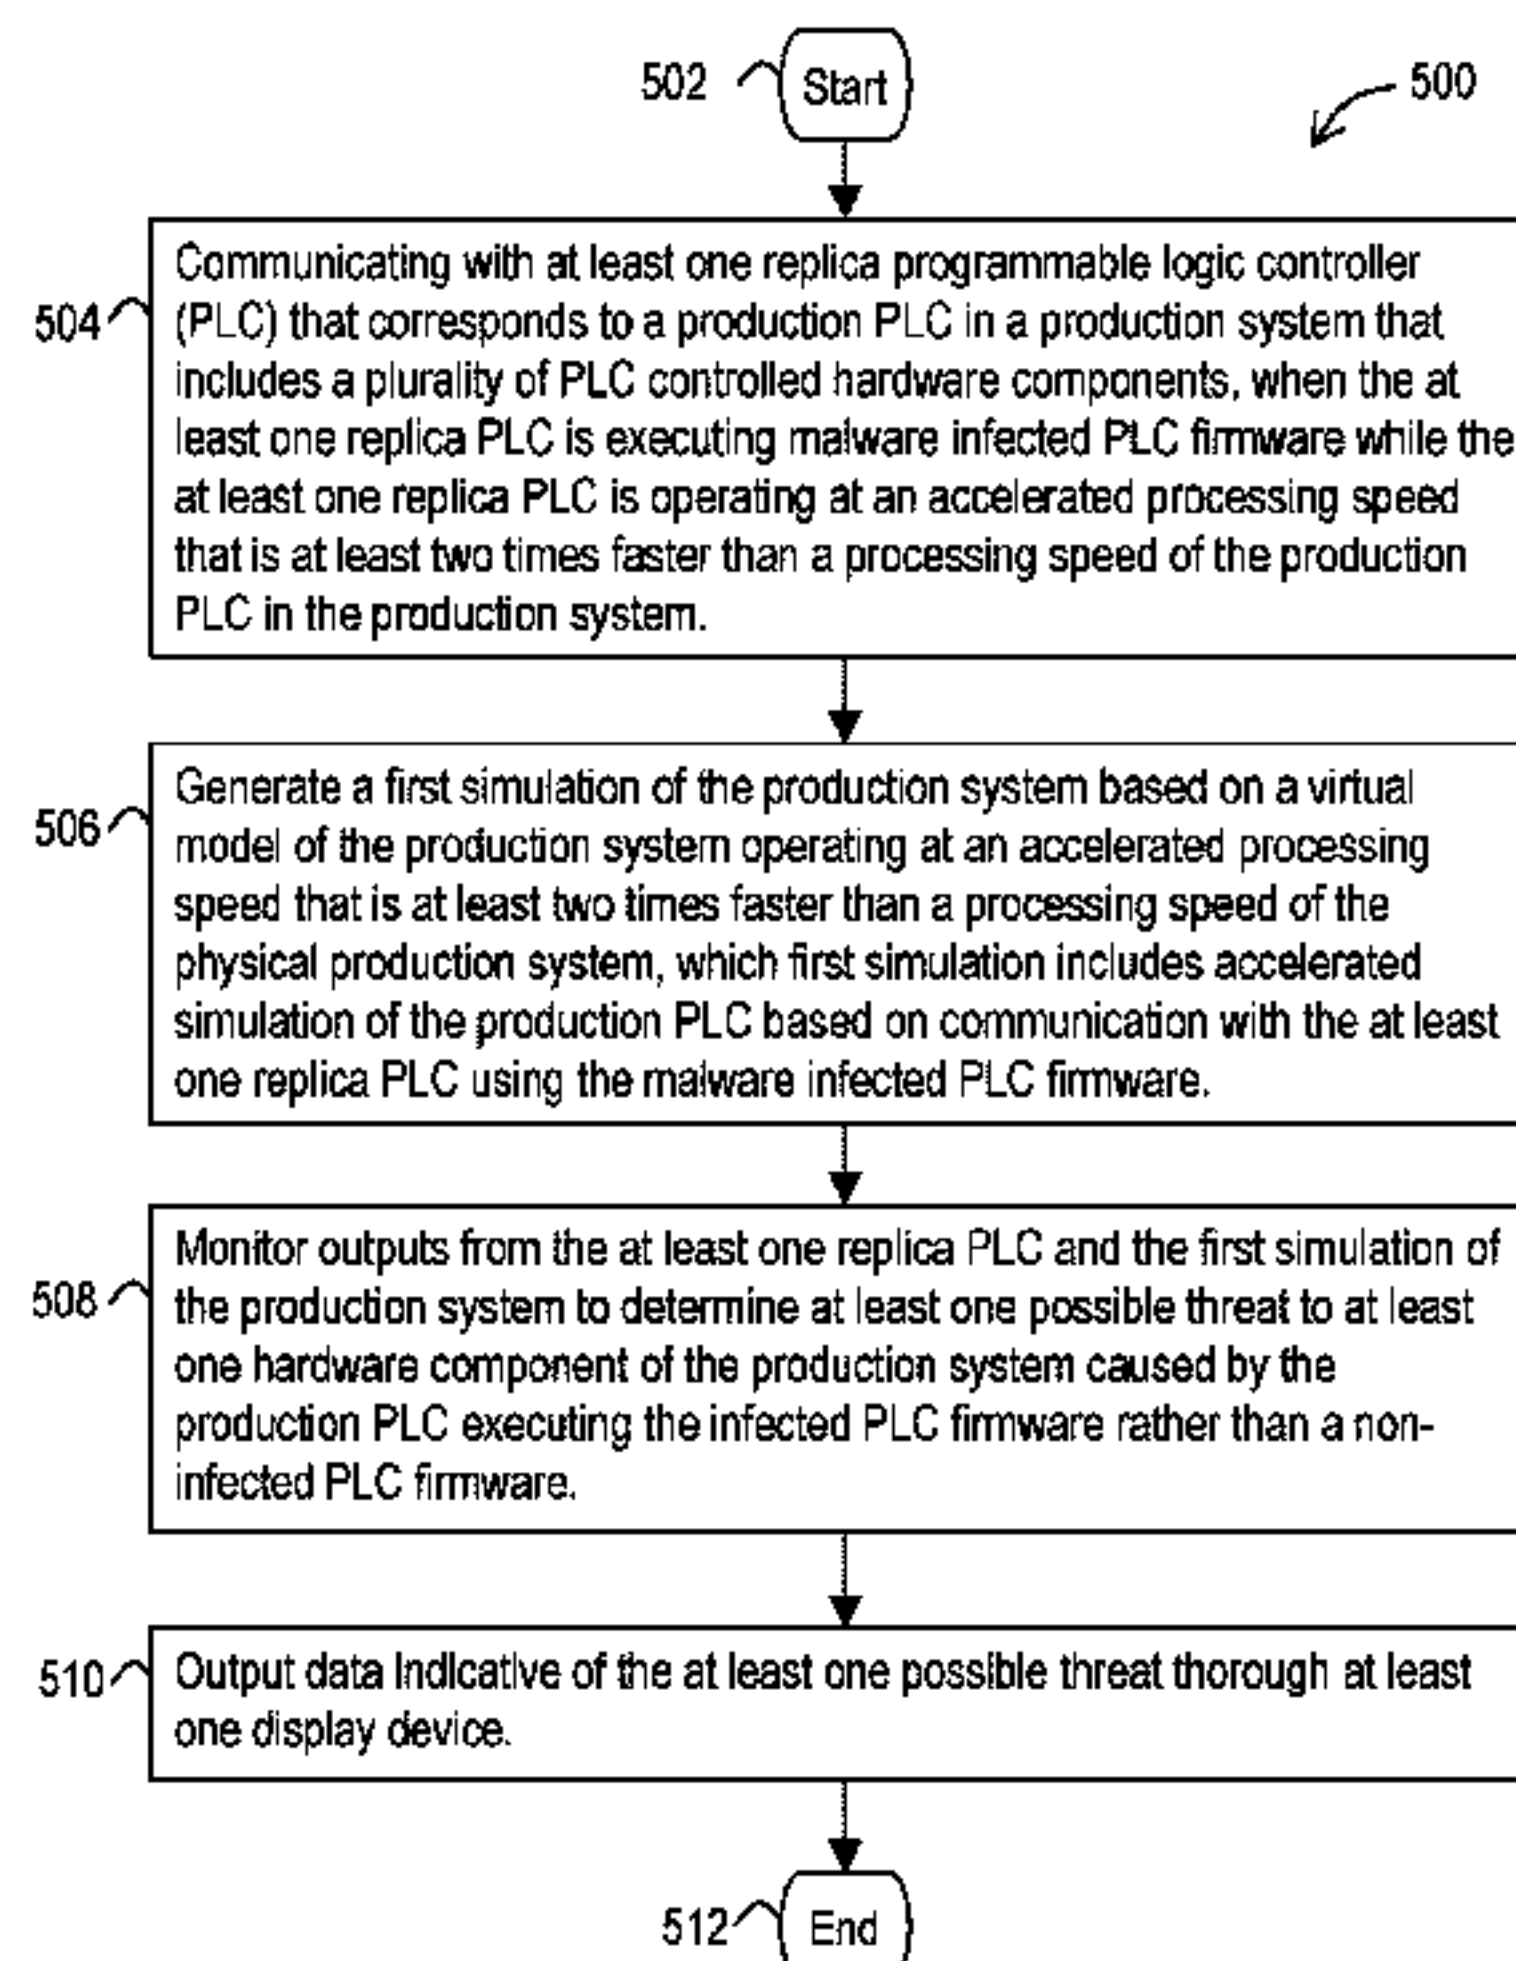 502
Start
500
504
Communicating with at least one replica programmable logic controller
(PLC) that corresponds to a production PLC in a production system that
includes a plurality of PLC controlled hardware components, when the at
least one replica PLC is executing malware infected PLC firmware while the
at least one replica PLC is operating at an accelerated processing speed
that is at least two times faster than a processing speed of the production
PLC in the production system.
506
Generate a first simulation of the production system based on a virtual
model of the production system operating at an accelerated processing
speed that is at least two times faster than a processing speed of the
physical production system, which first simulation includes accelerated
simulation of the production PLC based on communication with the at least
one replica PLC using the malware infected PLC firmware.
508
Monitor outputs from the at least one replica PLC and the first simulation of
the production system to determine at least one possible threat to at least
one hardware component of the production system caused by the
production PLC executing the infected PLC firmware rather than a non-
infected PLC firmware.
510
Output data indicative of the at least one possible threat thorough at least
one display device.
512
End